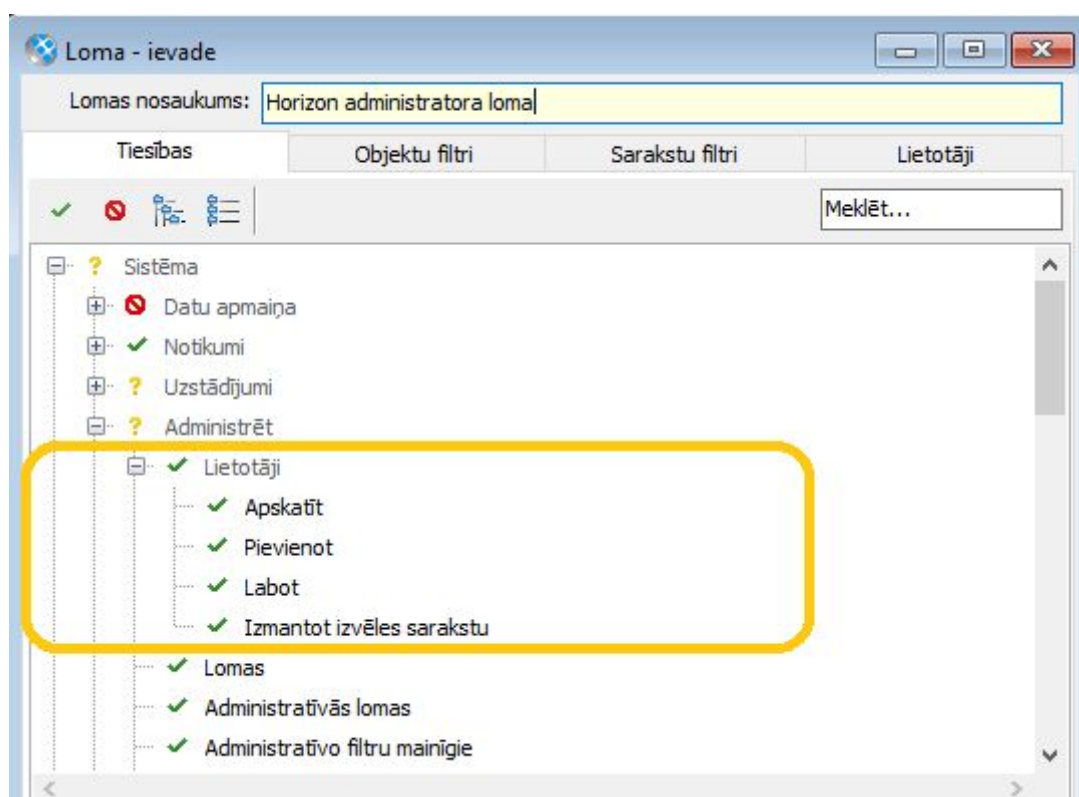 Loma - ievade
Lomas nosaukums: Horizon administratora loma
Tiesības Objektu filtri Sarakstu filtri Lietotāji
Meklēt...
? Sistēma
Datu apmaiņa
Notikumi
? Uzstādījumi
? Administrēt
Lietotāji
Apskatīt
Pievienot
Labot
Izmantot izvēles sarakstu
Lomas
Administratīvās lomas
Administratīvo filtru mainīgie